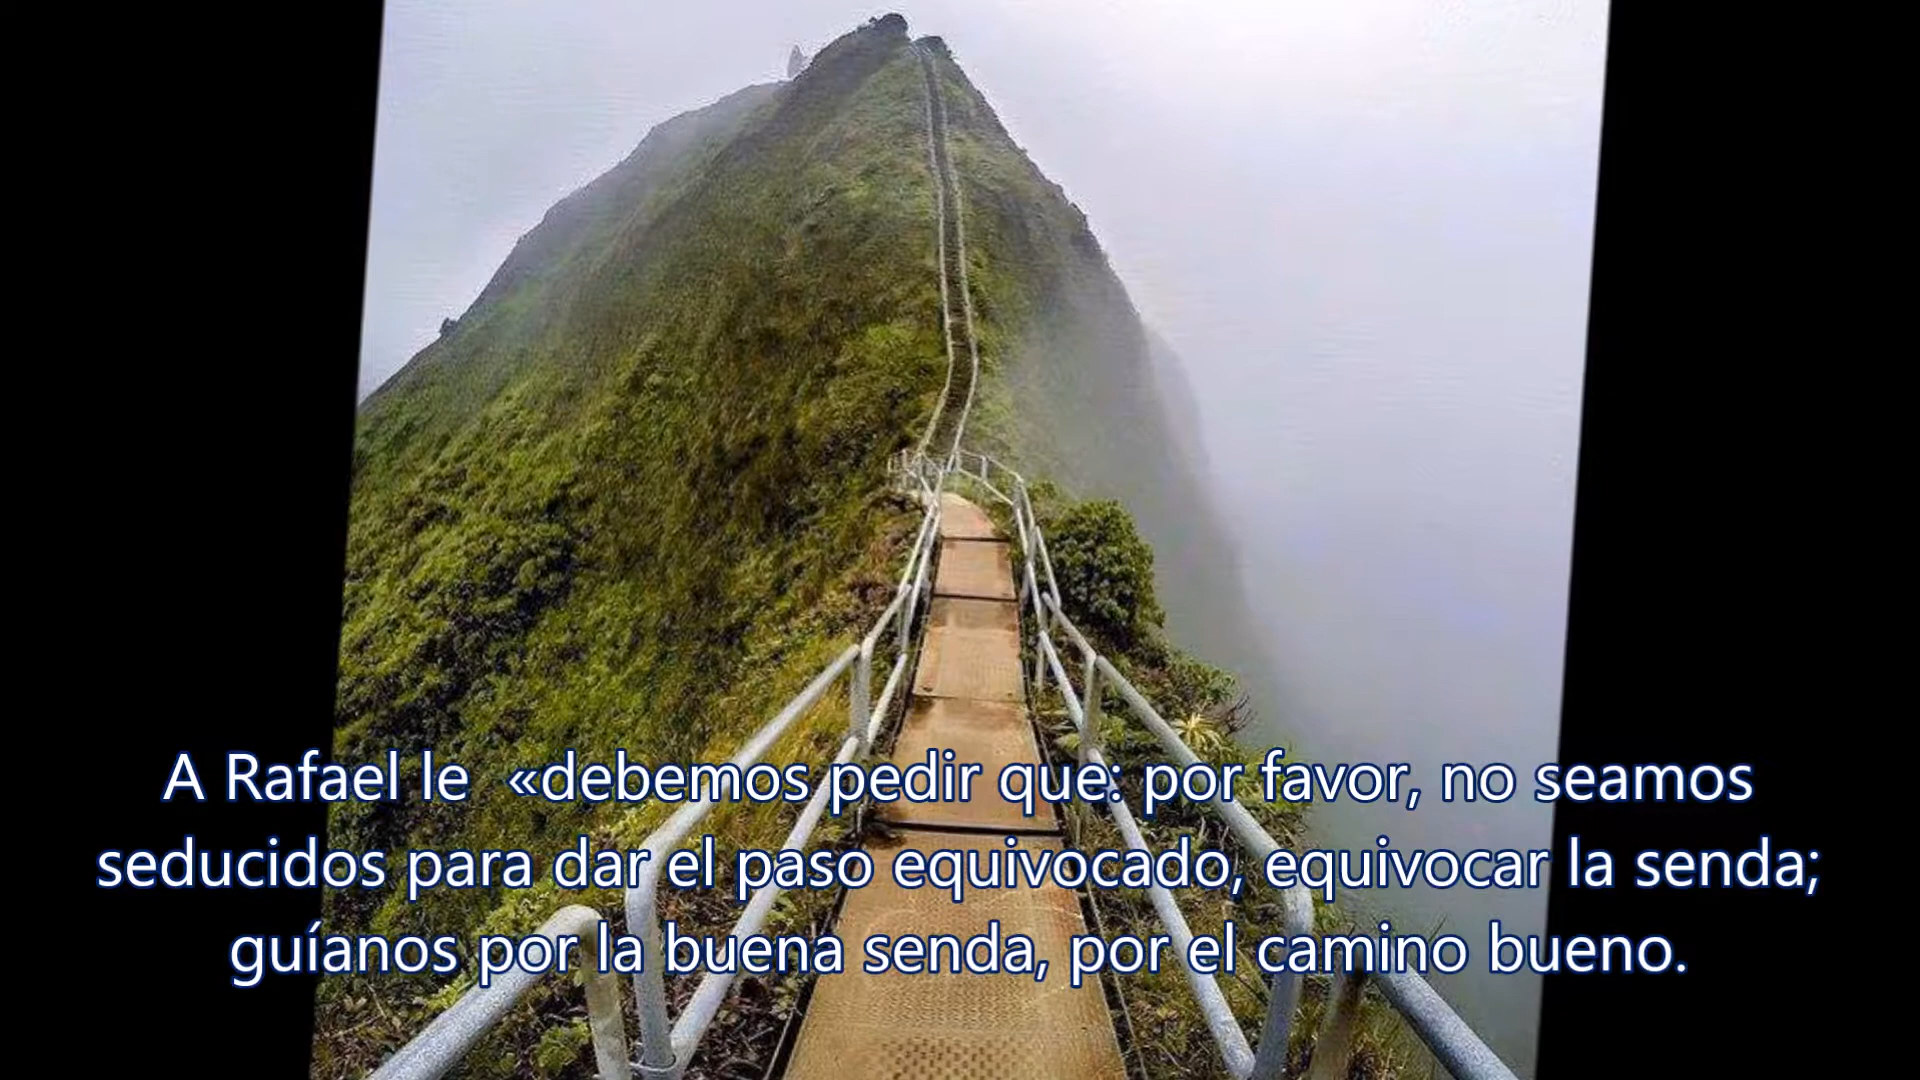 A Rafael le «debemos pedir que: por favor, no seamos
seducidos para dar el paso equivocado, equivocar la senda;
guíanos por la buena senda, por el camino bueno.